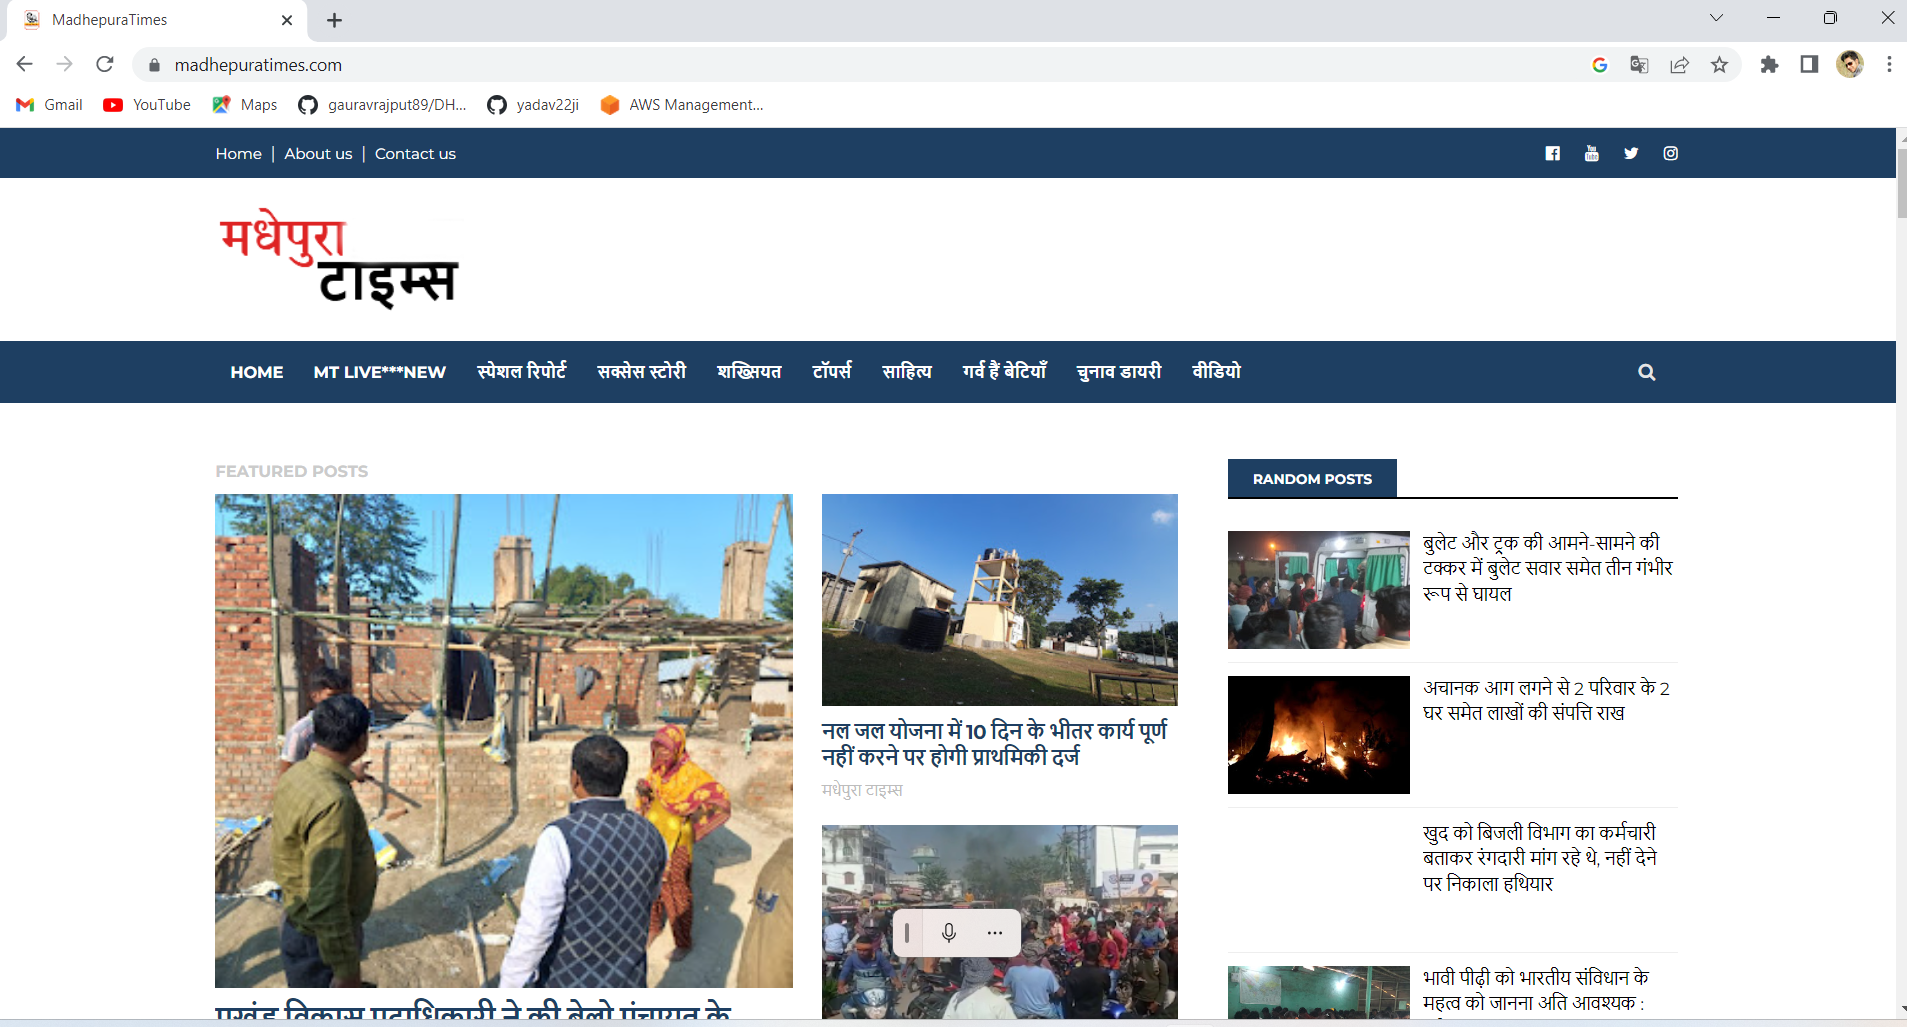 MadhepuraTimes
madhepuratimes.com
Gmail YouTube Maps gauravrajput89/DH... yadav22ji AWS Management...
Home | About us | Contact us
मधेपुरा
टाइम्स
HOME MT LIVE***NEW स्पेशल रिपोर्ट सक्सेस स्टोरी शख्सियत टॉपर्स साहित्य गर्व हैं बेटियाँ चुनाव डायरी वीडियो
FEATURED POSTS
प्रखंड विकास पदाधिकारी ने की बेलो पंचायत के
नल जल योजना में 10 दिन के भीतर कार्य पूर्ण
नहीं करने पर होगी प्राथमिकी दर्ज
मधेपुरा टाइम्स
RANDOM POSTS
बुलेट और ट्रक की आमने-सामने की
टक्कर में बुलेट सवार समेत तीन गंभीर
रूप से घायल
अचानक आग लगने से 2 परिवार के 2
घर समेत लाखों की संपत्ति राख
खुद को बिजली विभाग का कर्मचारी
बताकर रंगदारी मांग रहे थे, नहीं देने
पर निकाला हथियार
भावी पीढ़ी को भारतीय संविधान के
महत्व को जानना अति आवश्यक :